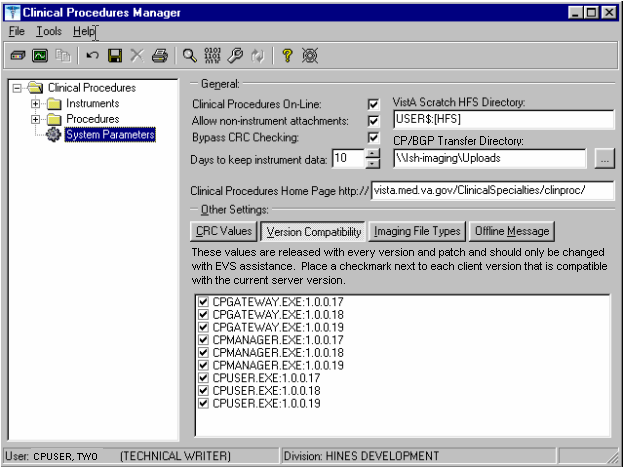 Clinical Procedures Manager
File Tools Help
Clinical Procedures
Instruments
Procedures
System Parameters
General:
Clinical Procedures On-Line:
Allow non-instrument attachments:
Bypass CRC Checking:
Days to keep instrument data: 10
VistA Scratch HFS Directory:
USER$:[HFS]
CP/BGP Transfer Directory:
\\Ish-imaging\Uploads
...
Clinical Procedures Home Page http:// vista.med.va.gov/ClinicalSpecialties/clinproc/
Other Settings:
CRC Values Version Compatibility Imaging File Types Offline Message
These values are released with every version and patch and should only be changed
with EVS assistance. Place a checkmark next to each client version that is compatible
with the current server version.
CPGATEWAY.EXE:1.0.0.17
CPGATEWAY.EXE:1.0.0.18
CPGATEWAY.EXE:1.0.0.19
CPMANAGER.EXE:1.0.0.17
CPMANAGER.EXE:1.0.0.18
CPMANAGER.EXE:1.0.0.19
CPUSER.EXE:1.0.0.17
CPUSER.EXE:1.0.0.18
CPUSER.EXE:1.0.0.19
User: CPUSER, TWO (TECHNICAL WRITER) Division: HINES DEVELOPMENT